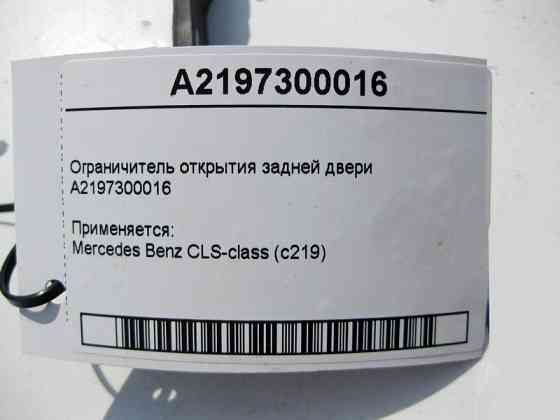 A2197300016
Ограничитель открытия задней двери
A2197300016
Применяется:
Mercedes Benz CLS-class (c219)